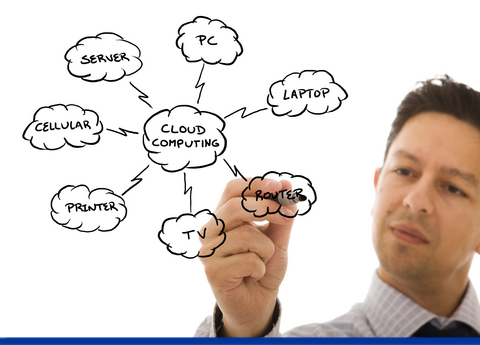 PC
SERVER
LAPTOP
CELLULAR
CLOUD
COMPUTING
PRINTER
ROUTER
TV